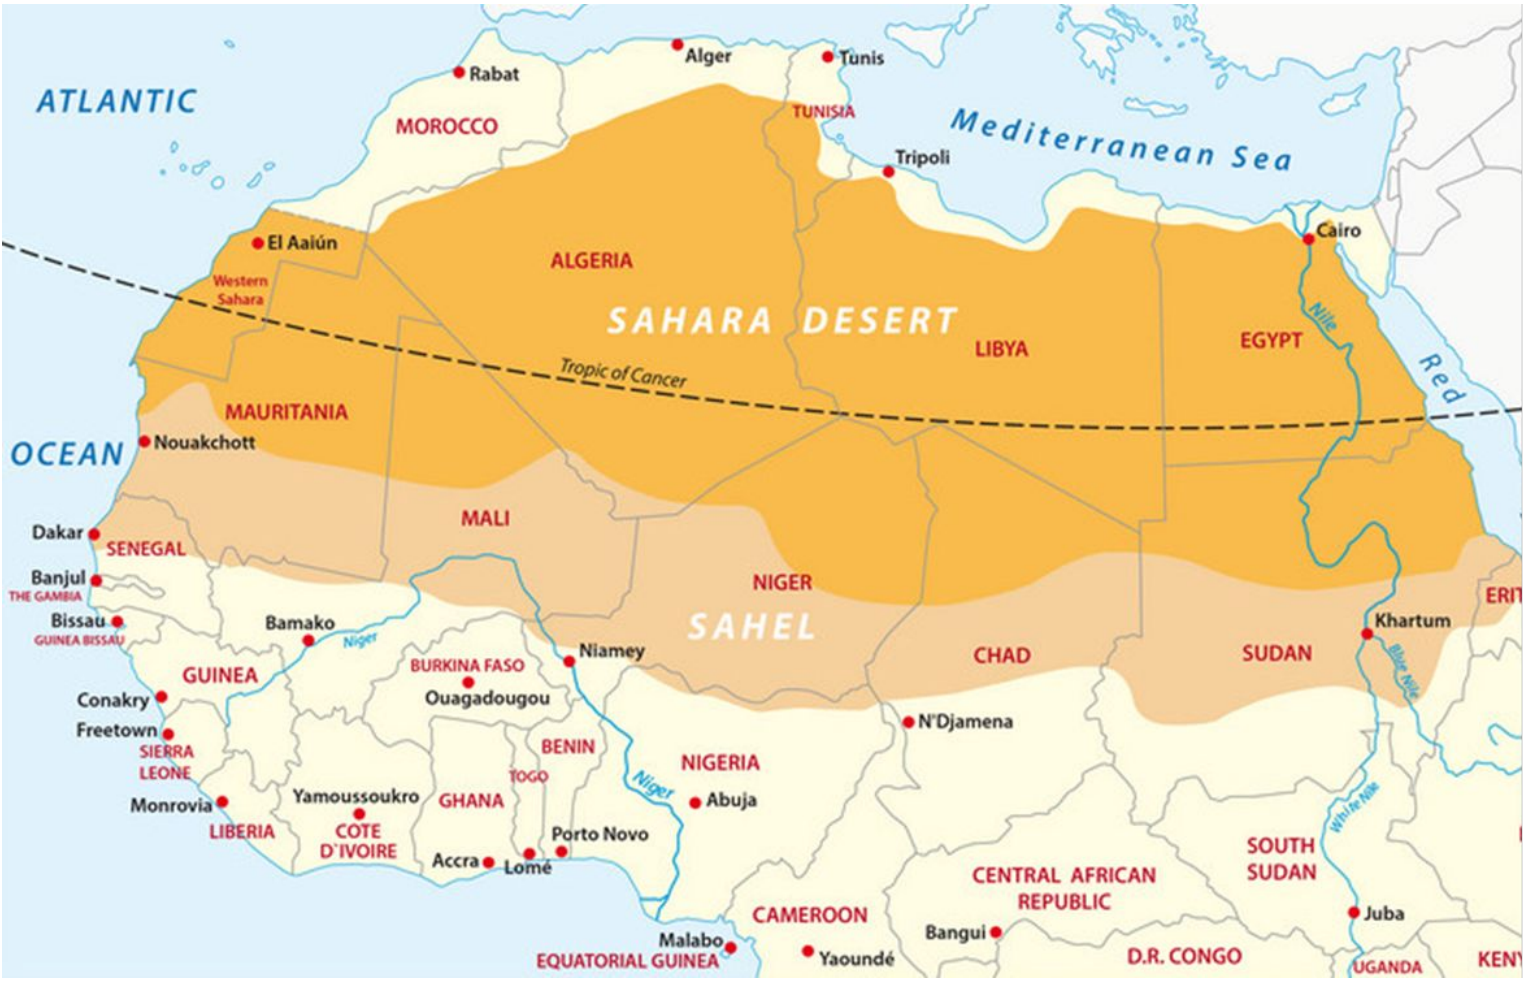 Alger
Tunis
Rabat
ATLANTIC
TUNISIA
MOROCCO
Mediterranean Sea
Tripoli
Cairo
El Aaiún
ALGERIA
Western
Sahara
SAHARA DESERT
Nile
EGYPT
LIBYA
Tropic of Cancer
Red
MAURITANIA
Nouakchott
OCEAN
MALI
Dakar
SENEGAL
Banjul
THE GAMBIA
NIGER
ERIT
Bissau
GUINEA BISSAU
Bamako
Niger
SAHEL
Khartum
Niamey
CHAD
SUDAN
Blue Nile
BURKINA FASO
GUINEA
Ouagadougou
Conakry
N'Djamena
Freetown
SIERRA
LEONE
BENIN
NIGERIA
TOGO
Niger
Yamoussoukro
GHANA
Abuja
Monrovia
White Nile
LIBERIA
COTE
D`IVOIRE
Porto Novo
Accra
Lomé
SOUTH
SUDAN
CENTRAL AFRICAN
REPUBLIC
CAMEROON
Juba
Bangui
Malabo
EQUATORIAL GUINEA
Yaoundé
D.R. CONGO
UGANDA
KENY